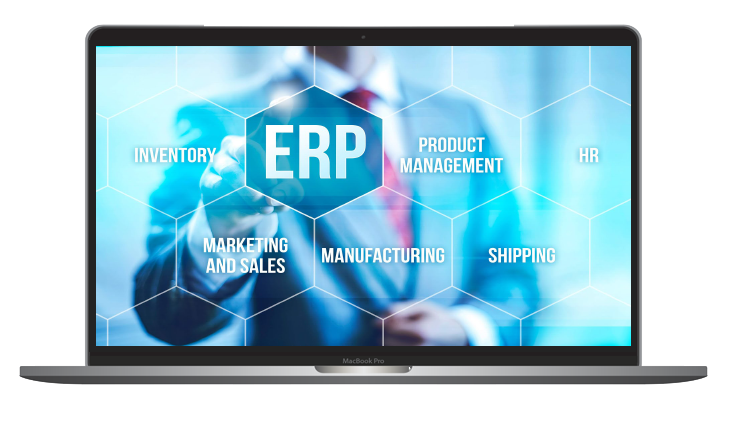 INVENTORY
ERP
PRODUCT
MANAGEMENT
HR
MARKETING
AND SALES
MANUFACTURING
SHIPPING
MacBook Pro